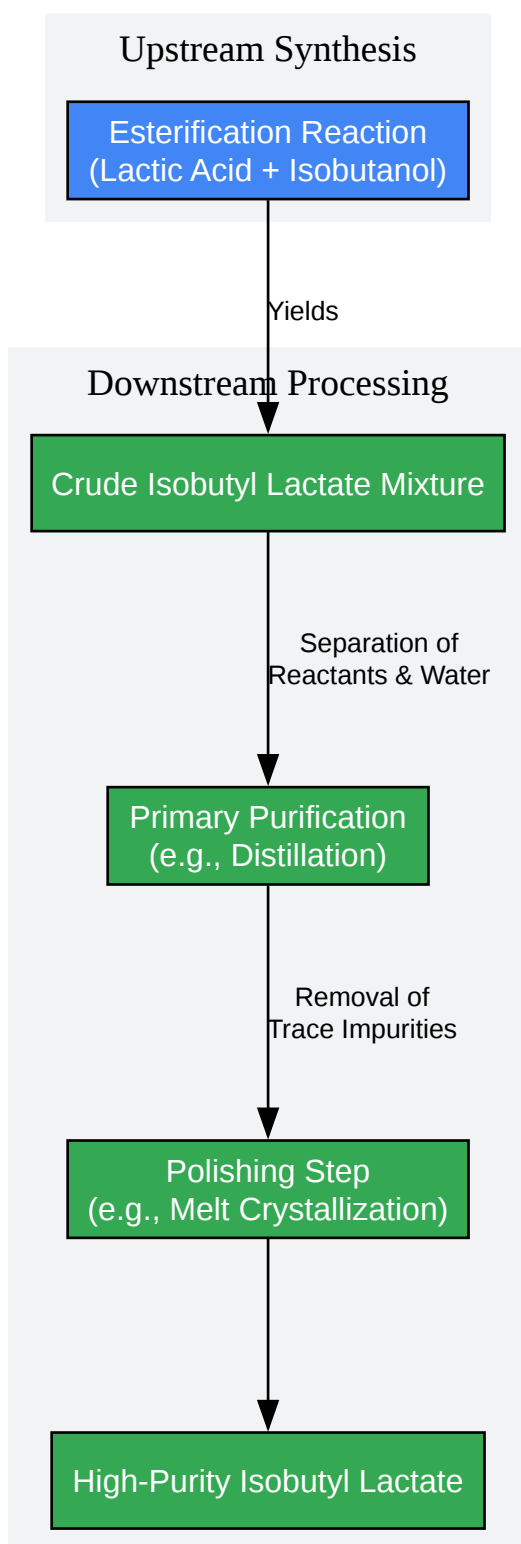 Upstream Synthesis
Esterification Reaction
(Lactic Acid + Isobutanol)
Yields
Downstream Processing
Crude Isobutyl Lactate Mixture
Separation of
Reactants & Water
Primary Purification
(e.g., Distillation)
Removal of
Trace Impurities
Polishing Step
(e.g., Melt Crystallization)
High-Purity Isobutyl Lactate